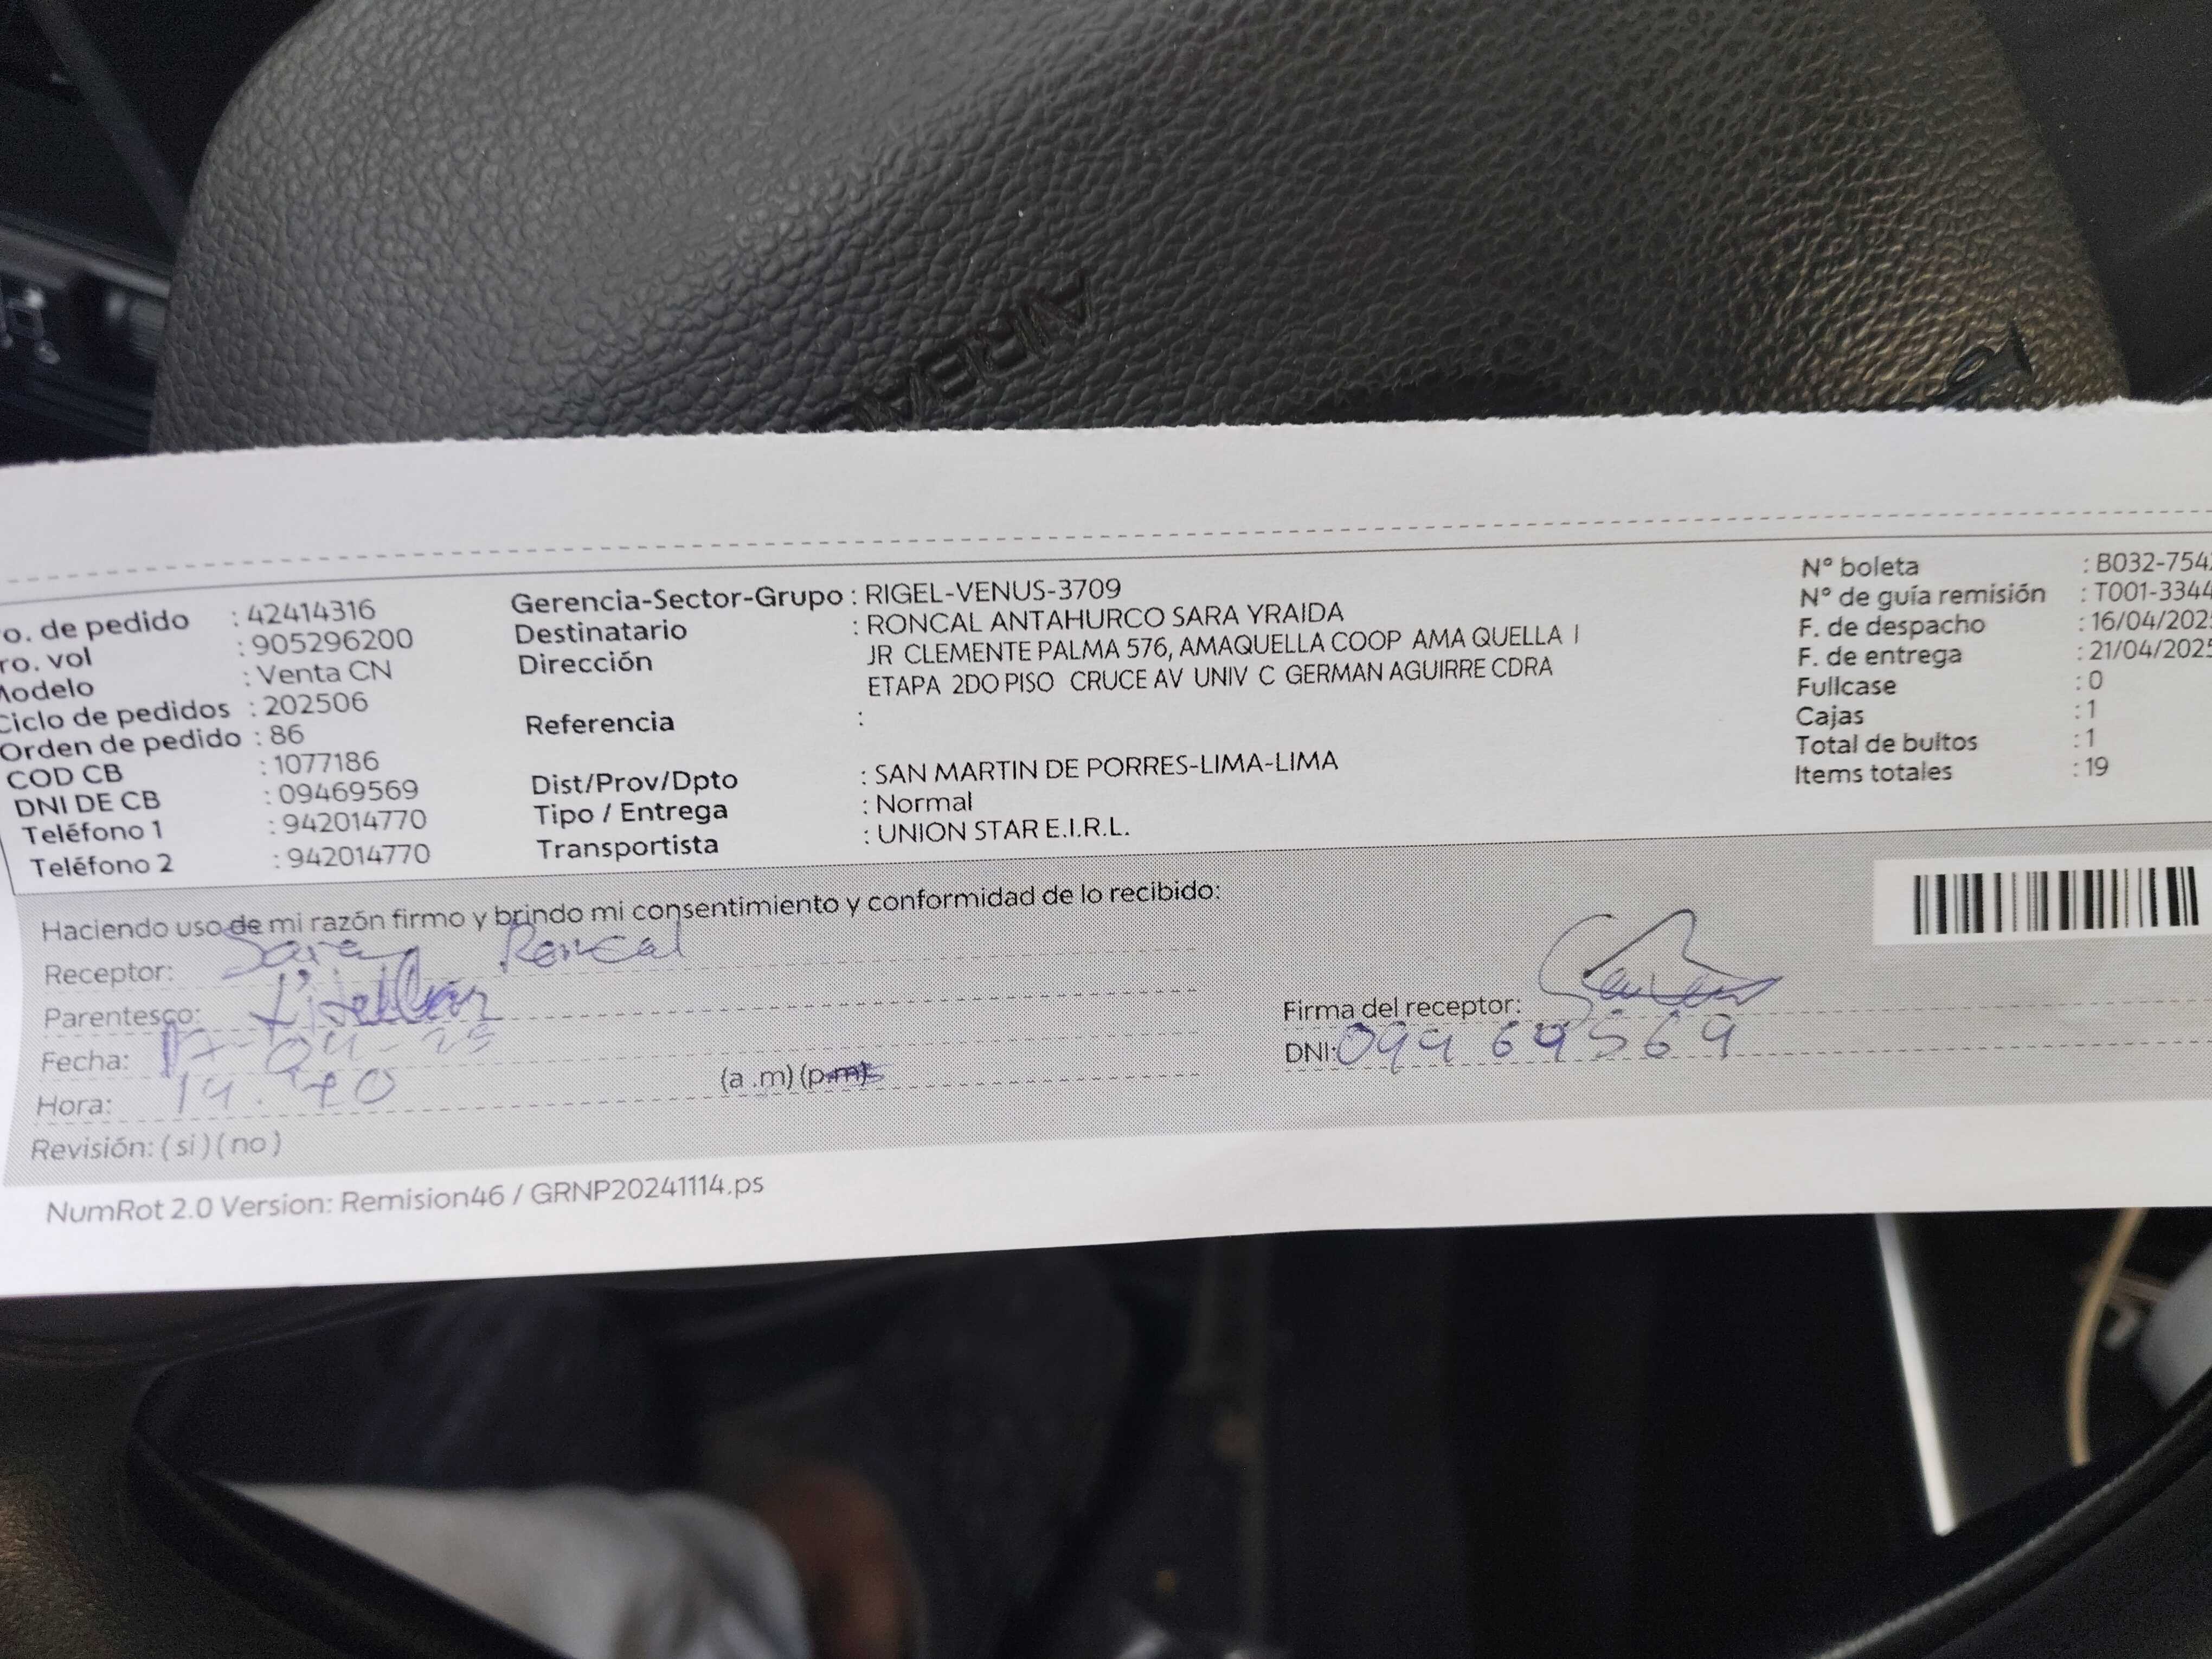 AIRBAG
o. de pedido : 42414316
ro. vol : 905296200
Modelo : Venta CN
Ciclo de pedidos : 202506
Orden de pedido : 86
COD CB : 1077186
DNI DE CB : 09469569
Teléfono 1 : 942014770
Teléfono 2 : 942014770
Gerencia-Sector-Grupo : RIGEL-VENUS-3709
Destinatario : RONCAL ANTAHURCO SARA YRAIDA
Dirección JR CLEMENTE PALMA 576, AMAQUELLA COOP AMA QUELLA I
ETAPA 2DO PISO CRUCE AV UNIV C GERMAN AGUIRRE CDRA
Referencia :
Dist/Prov/Dpto : SAN MARTIN DE PORRES-LIMA-LIMA
Tipo / Entrega : Normal
Transportista : UNION STAR E.I.R.L.
N° boleta : B032-754
N° de guía remisión : T001-3344
F. de despacho : 16/04/202
F. de entrega : 21/04/2025
Fullcase : 0
Cajas : 1
Total de bultos : 1
Items totales : 19
Haciendo uso de mi razón firmo y brindo mi consentimiento y conformidad de lo recibido:
Receptor: Sara Roncal
Parentesco:
Fecha: 17-04-25
Hora: (a .m) (p.m)
Revisión: ( si ) ( no )
Firma del receptor:
DNI:
NumRot 2.0 Version: Remision46 / GRNP20241114.ps